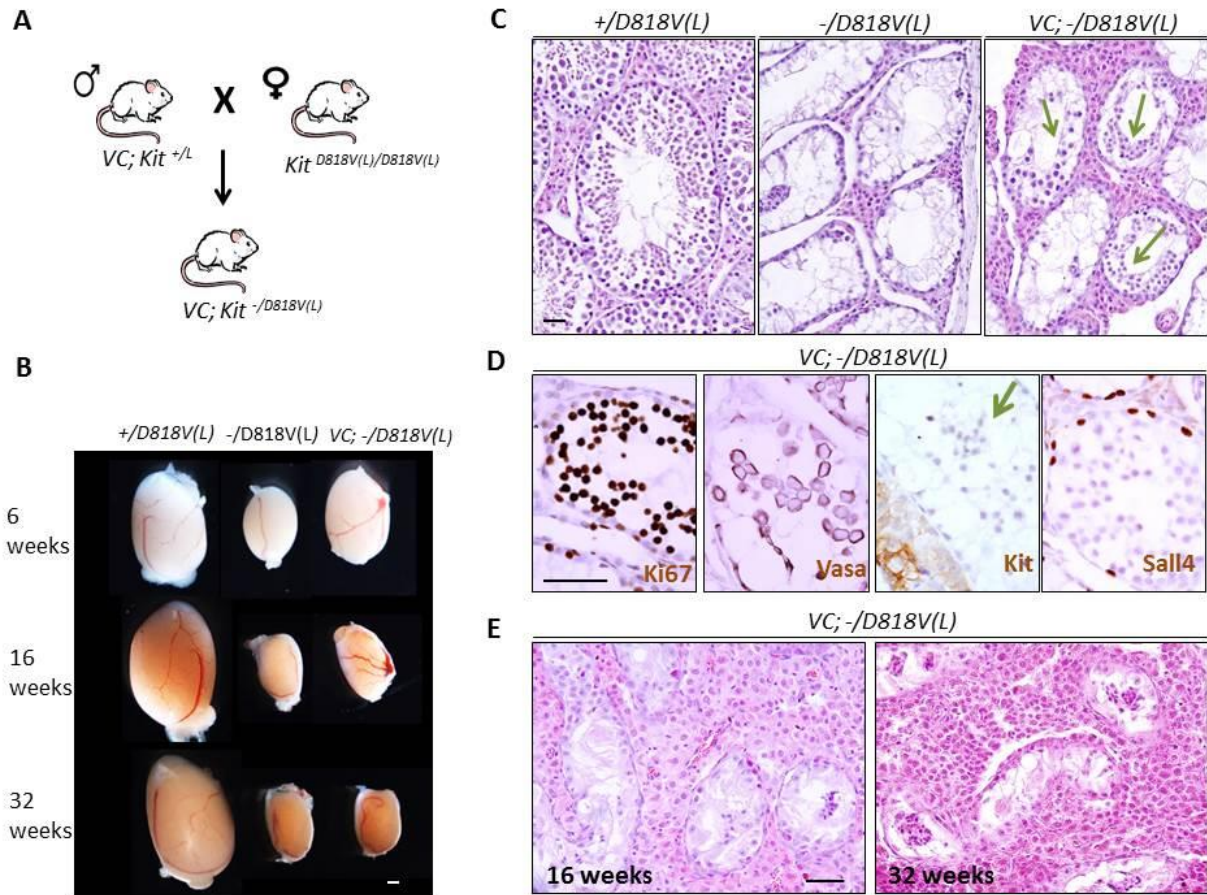 A
♂
X
♀
VC; Kit +/L
Kit D818V(L)/D818V(L)
VC; Kit -/D818V(L)
B
+/D818V(L)
-/D818V(L)
VC; -/D818V(L)
6
weeks
16
weeks
32
weeks
C
+/D818V(L)
-/D818V(L)
VC; -/D818V(L)
D
VC; -/D818V(L)
Ki67
Vasa
Kit
Sall4
E
VC; -/D818V(L)
16 weeks
32 weeks